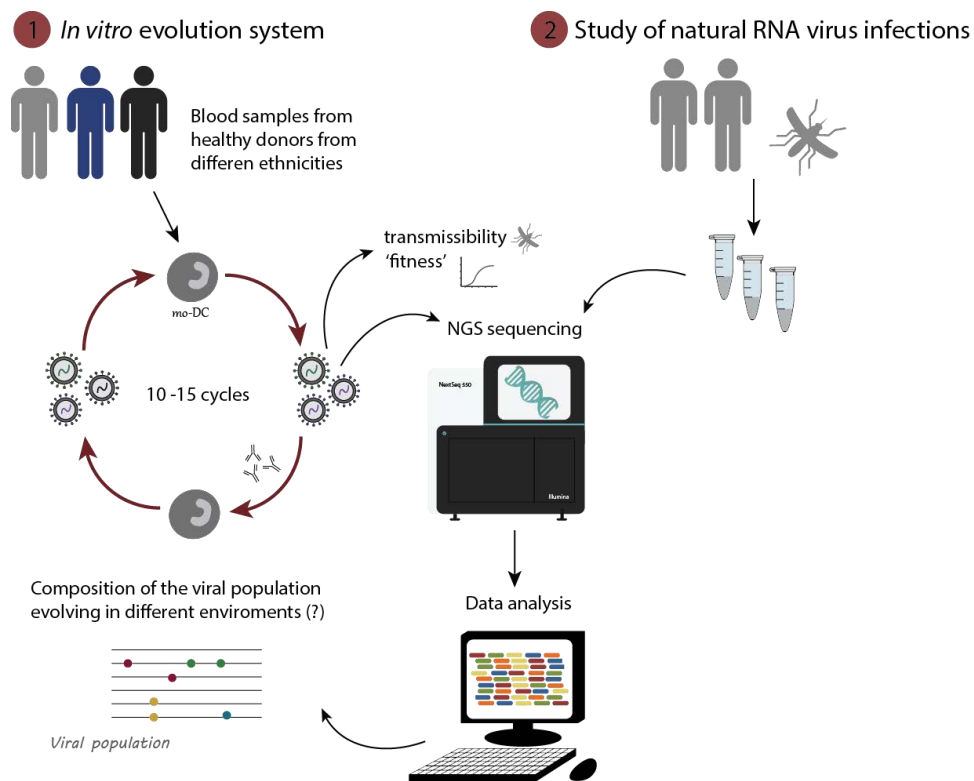 1 In vitro evolution system
2 Study of natural RNA virus infections
Blood samples from
healthy donors from
differen ethnicities
transmissibility
'fitness'
mo-DC
NGS sequencing
10 -15 cycles
NextSeq 550
Illumina
Composition of the viral population
evolving in different enviroments (?)
Data analysis
Viral population